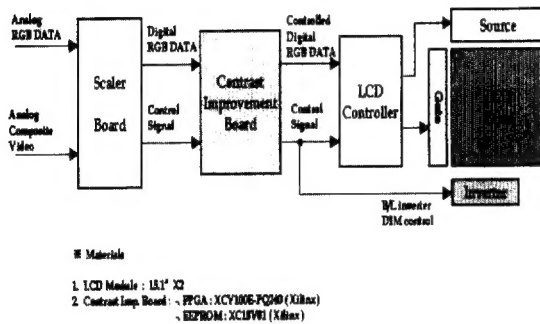 Analog
RGB DATA
Analog
Composite
Video
Scaler
Board
Digital
RGB DATA
Control
Signal
Contrast
Improvement
Board
Controlled
Digital
RGB DATA
Control
Signal
LCD
Controller
Source
Gate
Inverter
B/L inverter
DIM control
※ Materials
1. LCD Module : 15.1" X2
2. Contrast Imp. Board : - FPGA : XCV100E-PQ240 (Xilinx)
- EEPROM : XC18V01 (Xilinx)